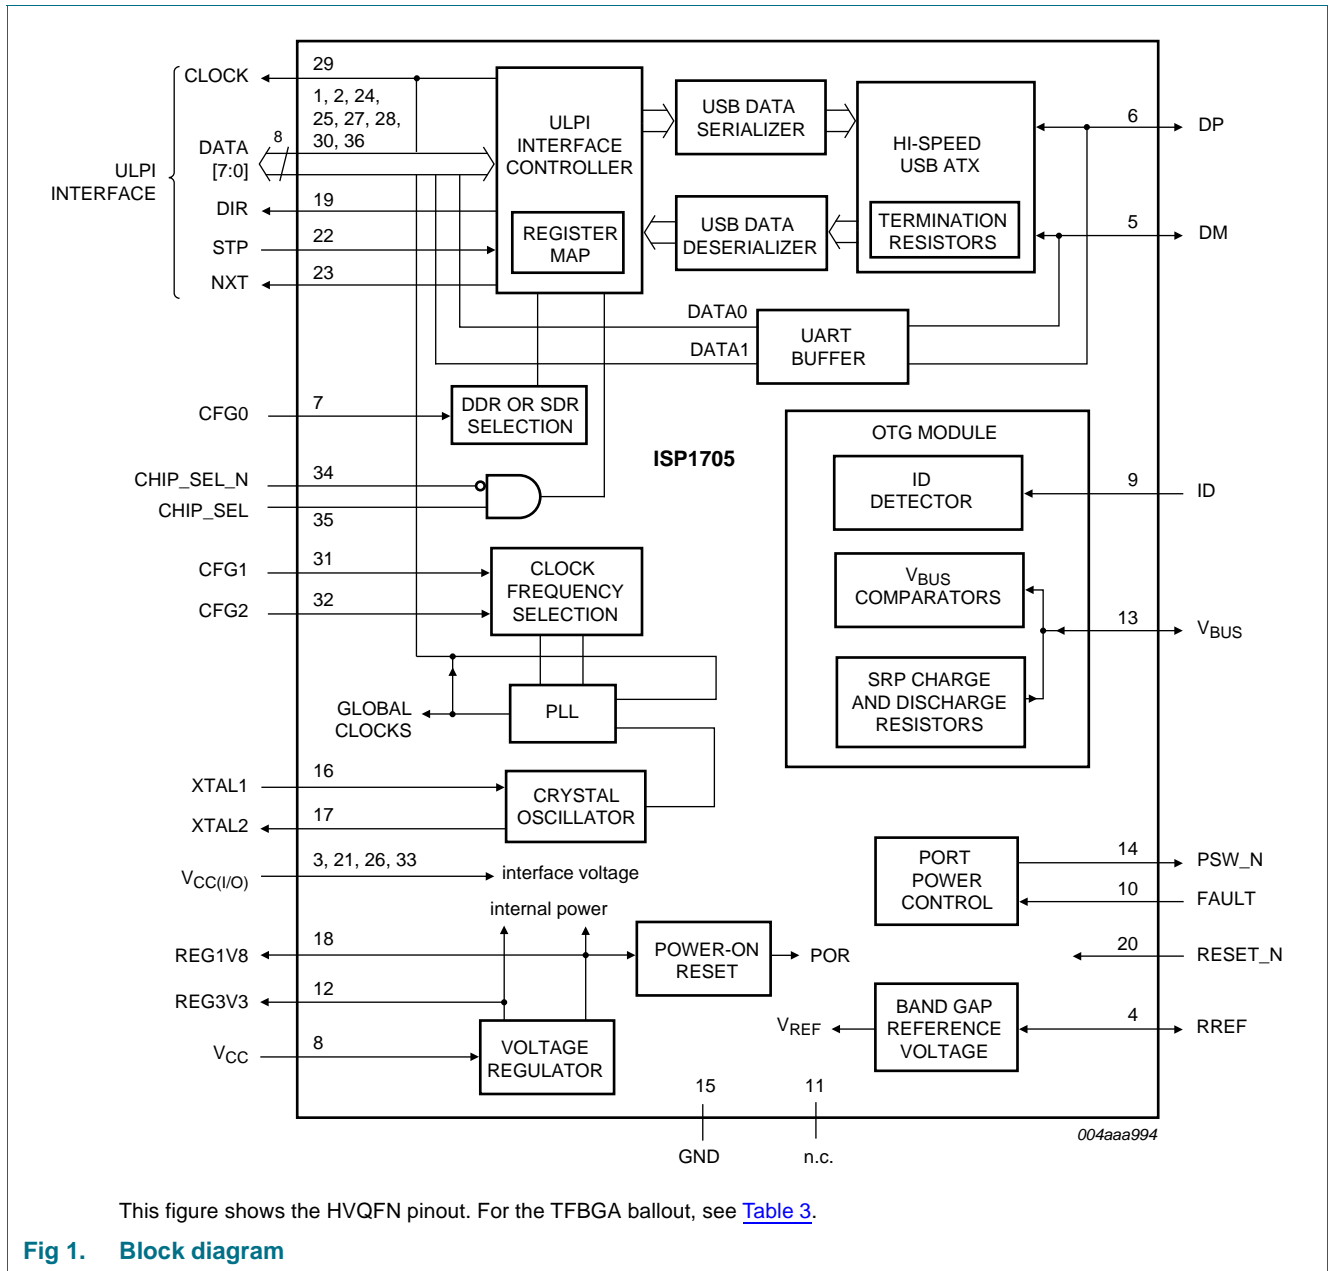 CLOCK
29
1, 2, 24,
25, 27, 28,
30, 36
DATA
[7:0]
8
ULPI
INTERFACE
DIR
19
STP
22
NXT
23
ULPI
INTERFACE
CONTROLLER
REGISTER
MAP
USB DATA
SERIALIZER
USB DATA
DESERIALIZER
HI-SPEED
USB ATX
TERMINATION
RESISTORS
6
DP
5
DM
DATA0
DATA1
UART
BUFFER
CFG0
7
DDR OR SDR
SELECTION
ISP1705
CHIP_SEL_N
34
CHIP_SEL
35
OTG MODULE
ID
DETECTOR
9
ID
CFG1
31
CFG2
32
CLOCK
FREQUENCY
SELECTION
VBUS
COMPARATORS
13
VBUS
SRP CHARGE
AND DISCHARGE
RESISTORS
GLOBAL
CLOCKS
PLL
XTAL1
16
XTAL2
17
CRYSTAL
OSCILLATOR
VCC(I/O)
3, 21, 26, 33
interface voltage
internal power
PORT
POWER
CONTROL
14
PSW_N
10
FAULT
REG1V8
18
POWER-ON
RESET
POR
20
RESET_N
REG3V3
12
VCC
8
VOLTAGE
REGULATOR
VREF
BAND GAP
REFERENCE
VOLTAGE
4
RREF
15
GND
11
n.c.
004aaa994
This figure shows the HVQFN pinout. For the TFBGA ballout, see Table 3.
Fig 1. Block diagram